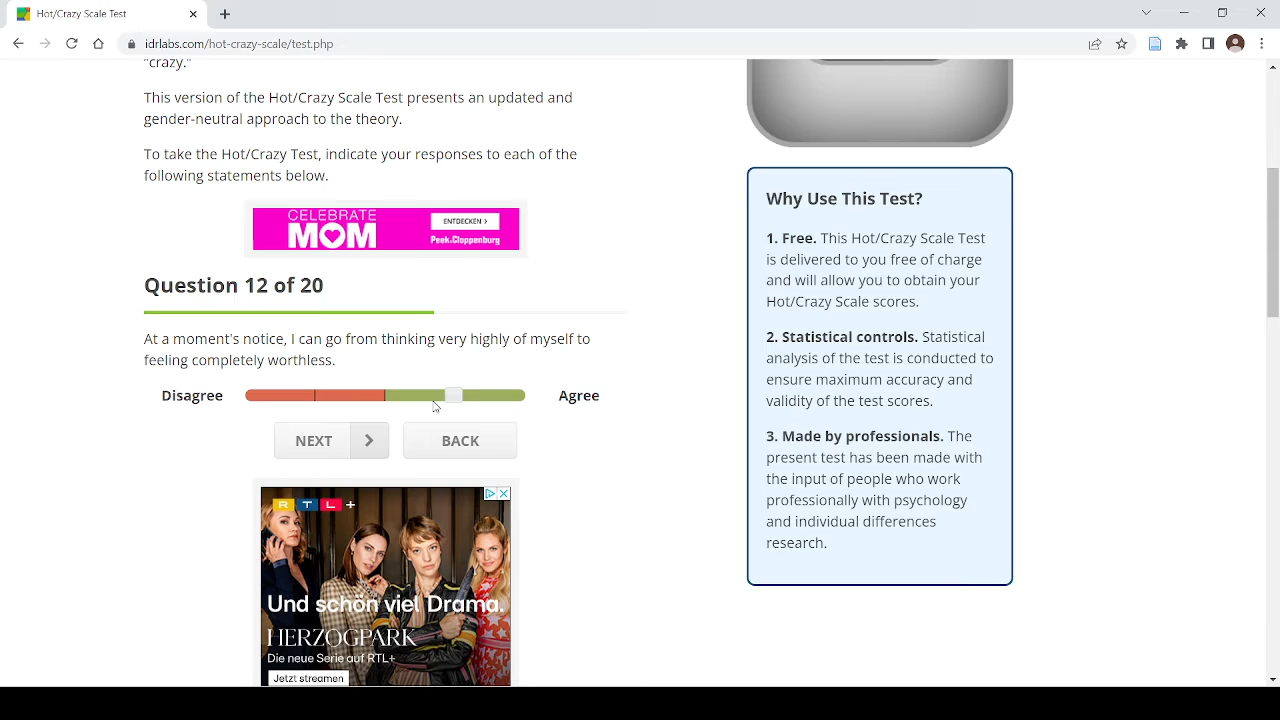 Hot/Crazy Scale Test
idrlabs.com/hot-crazy-scale/test.php
"crazy."
This version of the Hot/Crazy Scale Test presents an updated and
gender-neutral approach to the theory.
To take the Hot/Crazy Test, indicate your responses to each of the
following statements below.
CELEBRATE
MOM
ENTDECKEN >
Peek&Cloppenburg
Question 12 of 20
At a moment's notice, I can go from thinking very highly of myself to
feeling completely worthless.
Disagree
Agree
NEXT
BACK
R T L +
Und schön viel Drama.
HERZOGPARK
Die neue Serie auf RTL+
Jetzt streamen
Why Use This Test?
1. Free. This Hot/Crazy Scale Test
is delivered to you free of charge
and will allow you to obtain your
Hot/Crazy Scale scores.
2. Statistical controls. Statistical
analysis of the test is conducted to
ensure maximum accuracy and
validity of the test scores.
3. Made by professionals. The
present test has been made with
the input of people who work
professionally with psychology
and individual differences
research.